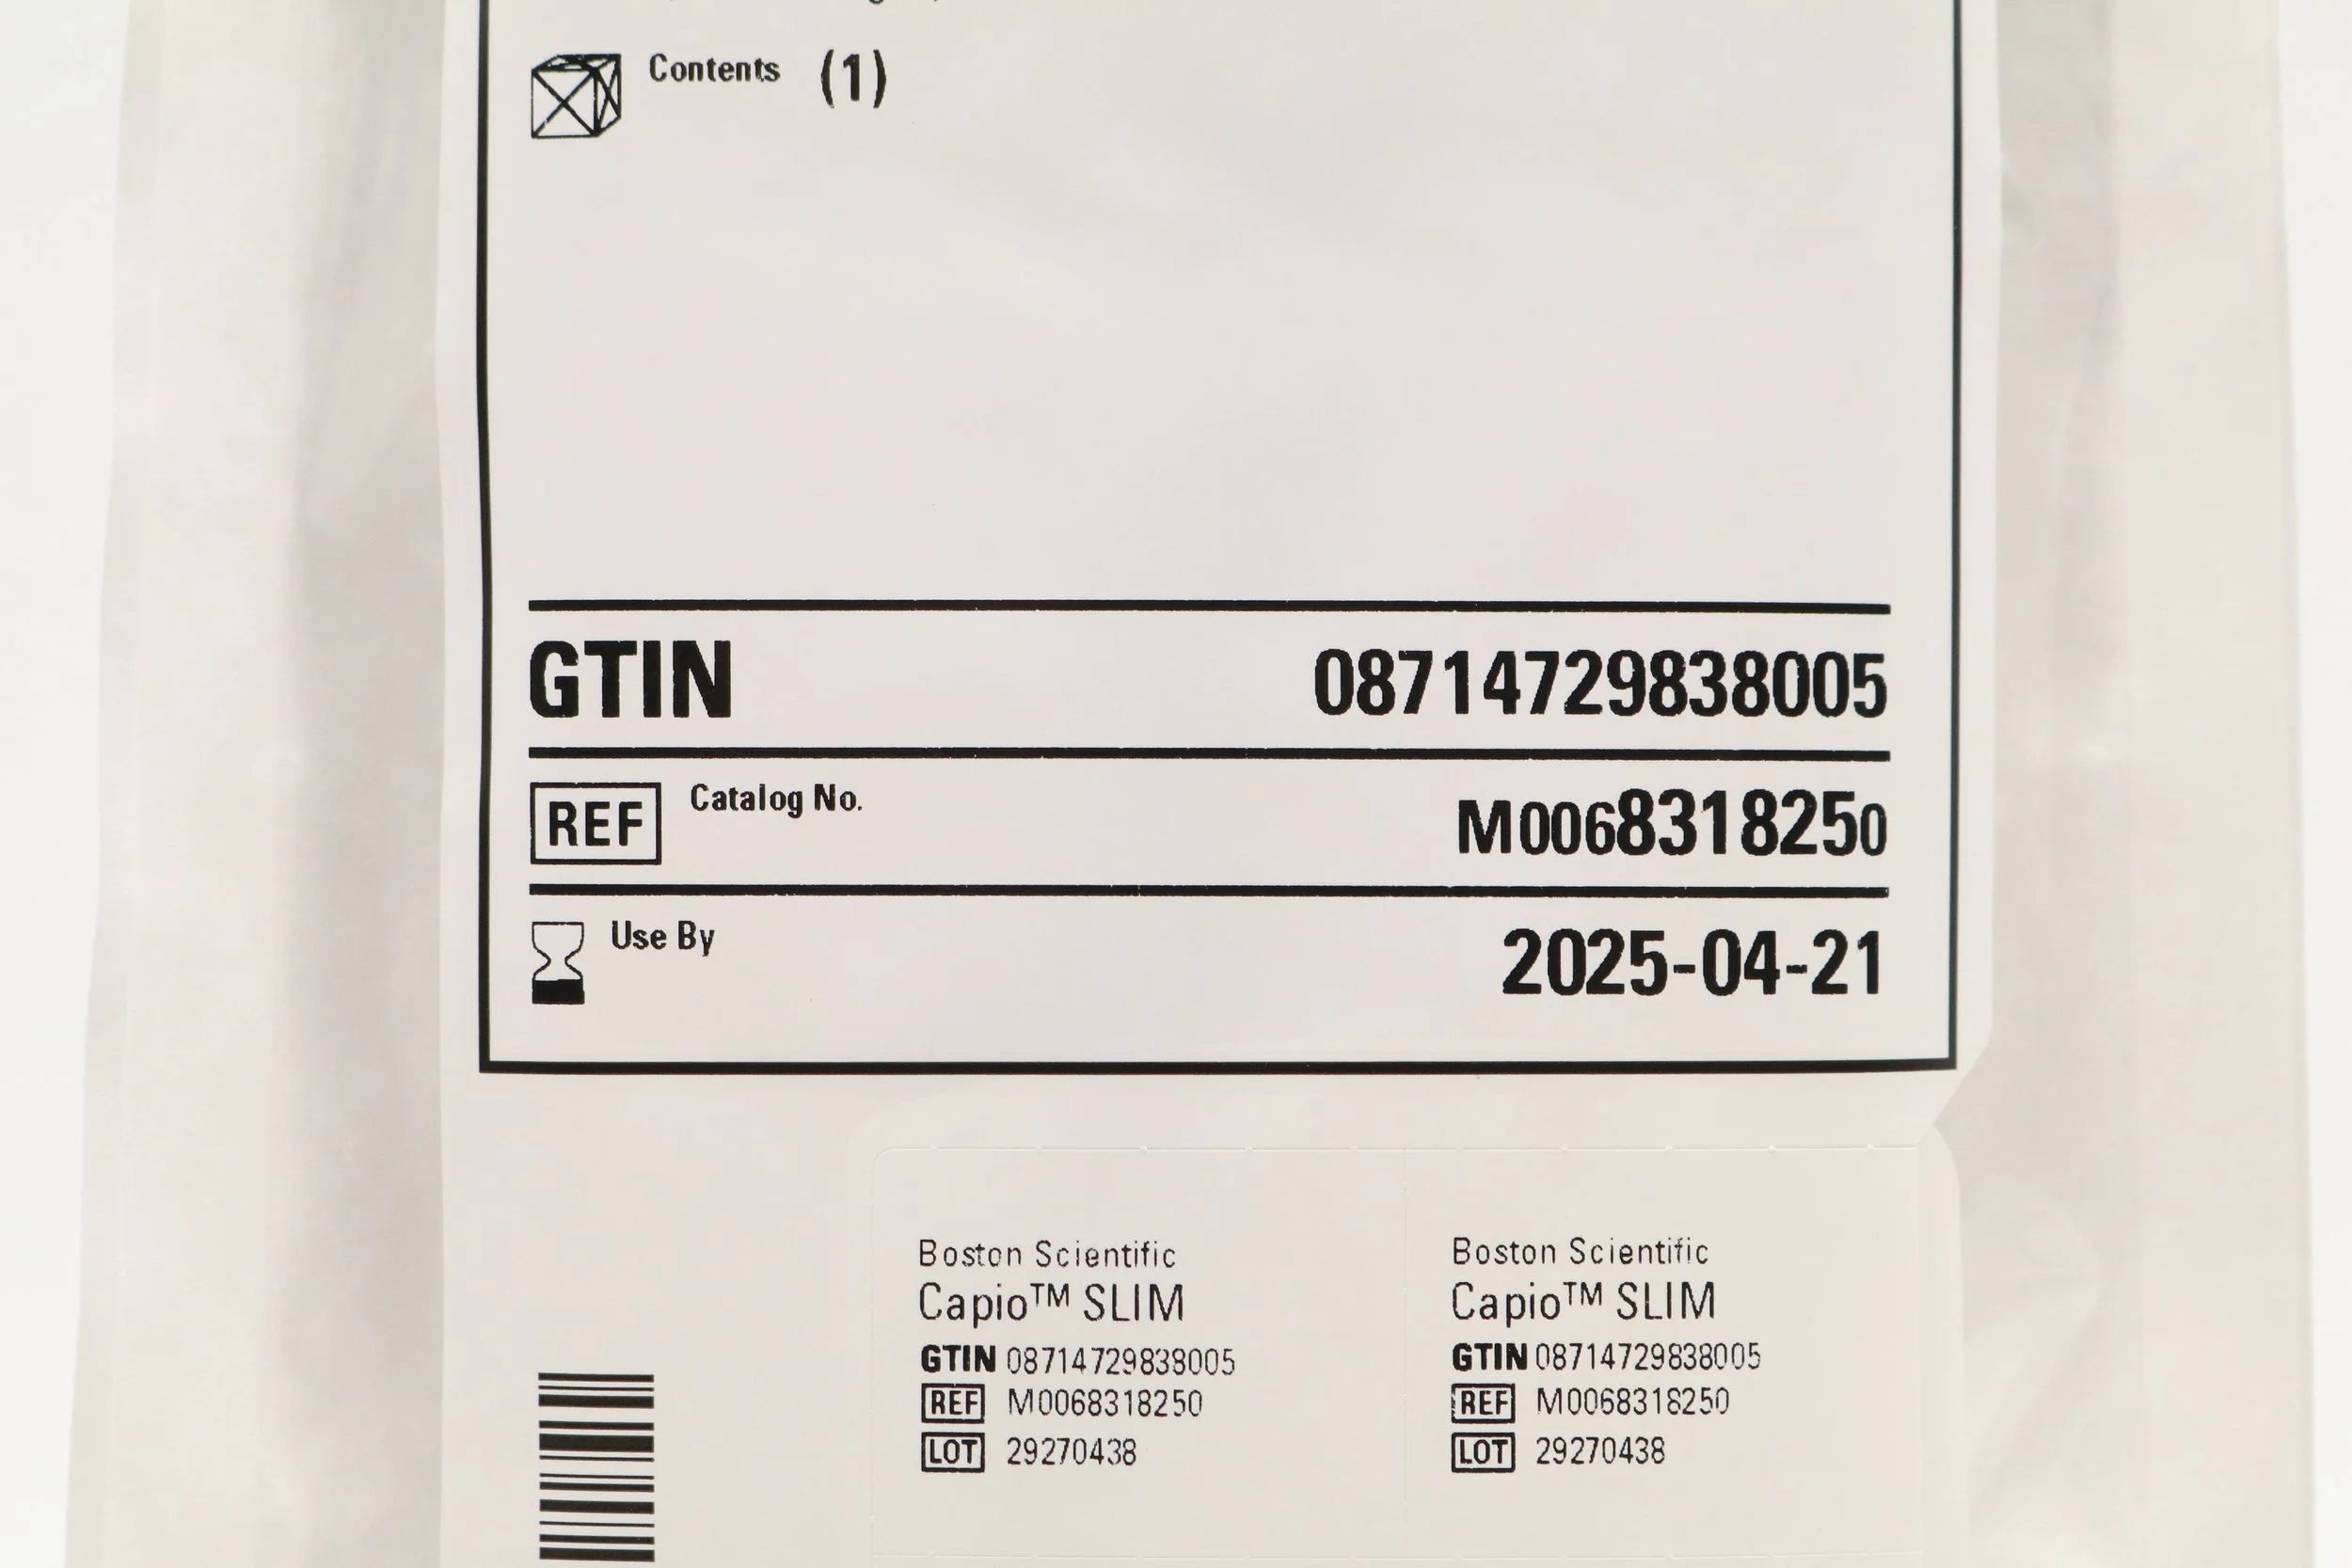 Contents (1)
GTIN 08714729838005
REF Catalog No. M0068318250
Use By 2025-04-21
Boston Scientific
Capio™ SLIM
GTIN 08714729838005
REF M0068318250
LOT 29270438
Boston Scientific
Capio™ SLIM
GTIN 08714729838005
REF M0068318250
LOT 29270438